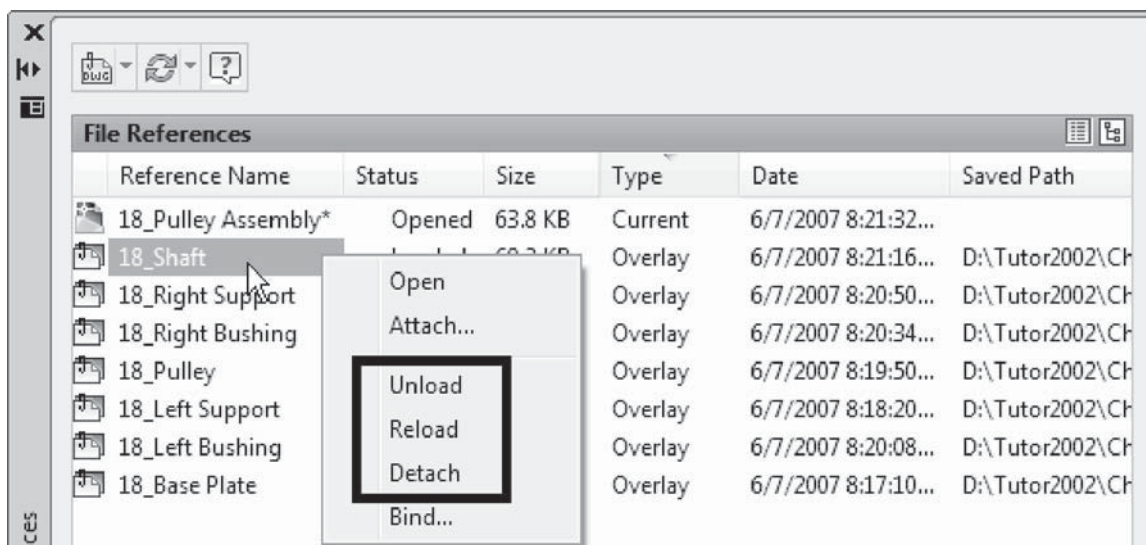 DWG
?
File References
Reference Name Status Size Type Date Saved Path
18_Pulley Assembly* Opened 63.8 KB Current 6/7/2007 8:21:32...
18_Shaft Overlay 6/7/2007 8:21:16... D:\Tutor2002\Ch
18_Right Support Overlay 6/7/2007 8:20:50... D:\Tutor2002\Ch
18_Right Bushing Overlay 6/7/2007 8:20:34... D:\Tutor2002\Ch
18_Pulley Overlay 6/7/2007 8:19:50... D:\Tutor2002\Ch
18_Left Support Overlay 6/7/2007 8:18:20... D:\Tutor2002\Ch
18_Left Bushing Overlay 6/7/2007 8:20:08... D:\Tutor2002\Ch
18_Base Plate Overlay 6/7/2007 8:17:10... D:\Tutor2002\Ch
Open
Attach...
Unload
Reload
Detach
Bind...
ces